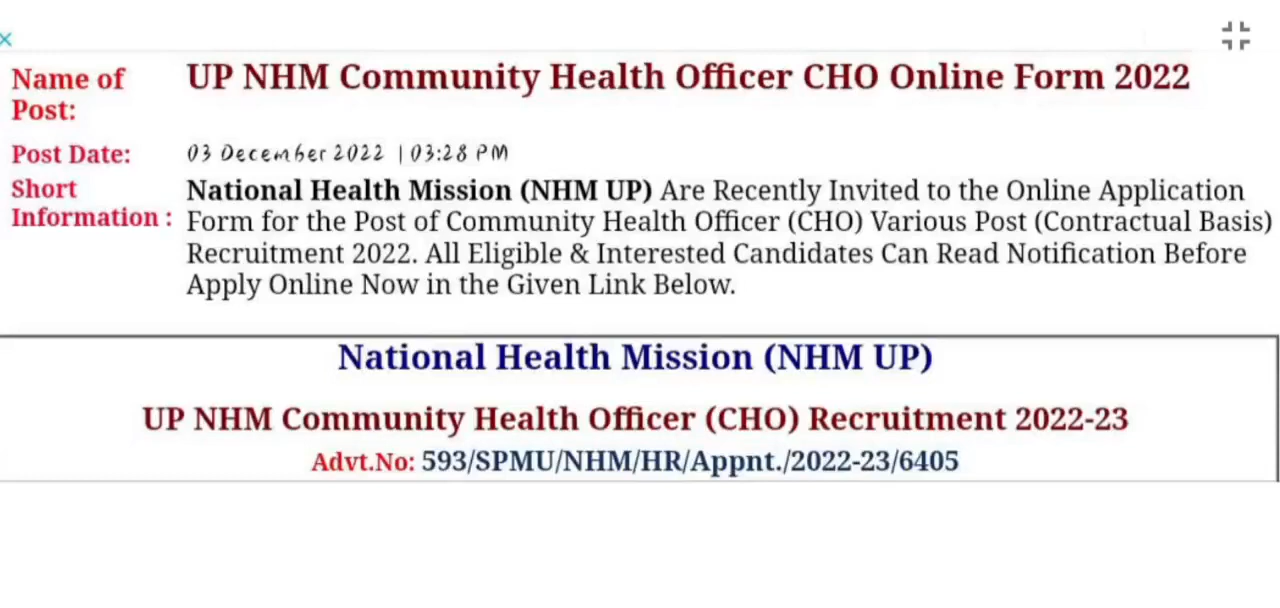 Name of Post:
UP NHM Community Health Officer CHO Online Form 2022
Post Date:
03 December 2022 | 03:28 PM
Short Information :
National Health Mission (NHM UP) Are Recently Invited to the Online Application
Form for the Post of Community Health Officer (CHO) Various Post (Contractual Basis)
Recruitment 2022. All Eligible & Interested Candidates Can Read Notification Before
Apply Online Now in the Given Link Below.
National Health Mission (NHM UP)
UP NHM Community Health Officer (CHO) Recruitment 2022-23
Advt.No: 593/SPMU/NHM/HR/Appnt./2022-23/6405